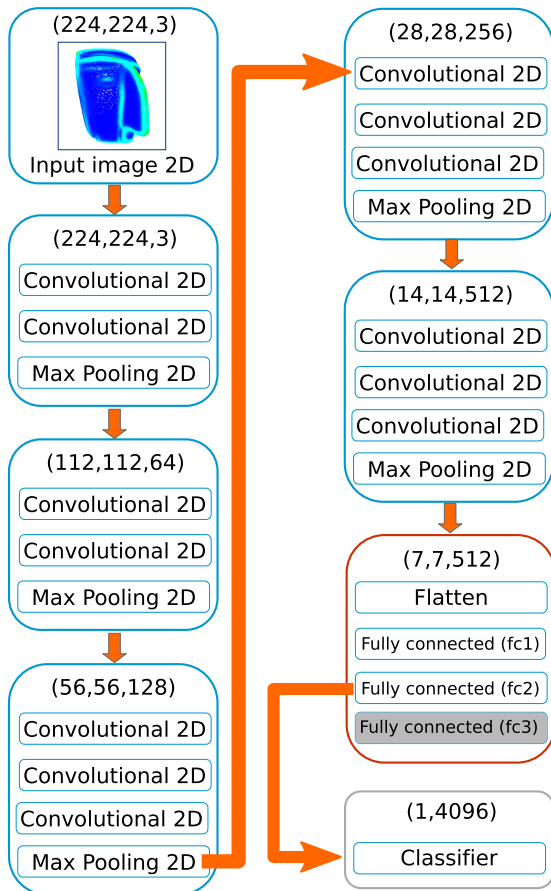 (224,224,3)
Input image 2D
(224,224,3)
Convolutional 2D
Convolutional 2D
Max Pooling 2D
(112,112,64)
Convolutional 2D
Convolutional 2D
Max Pooling 2D
(56,56,128)
Convolutional 2D
Convolutional 2D
Convolutional 2D
Max Pooling 2D
(28,28,256)
Convolutional 2D
Convolutional 2D
Convolutional 2D
Max Pooling 2D
(14,14,512)
Convolutional 2D
Convolutional 2D
Convolutional 2D
Max Pooling 2D
(7,7,512)
Flatten
Fully connected (fc1)
Fully connected (fc2)
Fully connected (fc3)
(1,4096)
Classifier